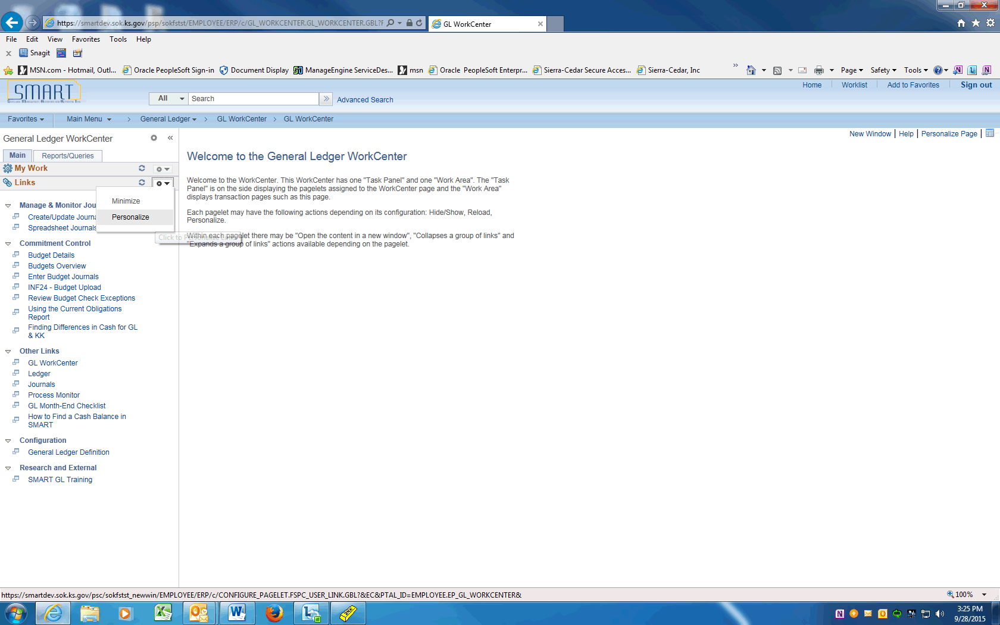 https://smartdev.sok.ks.gov/psp/sokfstst/EMPLOYEE/ERP/c/GL_WORKCENTER.GL_WORKCENTER.GBL?F
GL WorkCenter
File Edit View Favorites Tools Help
Snagit
MSN.com - Hotmail, Outl... Oracle PeopleSoft Sign-in Document Display ManageEngine ServiceDes... msn Oracle PeopleSoft Enterpr... Sierra-Cedar Secure Acces... Sierra-Cedar, Inc
Page Safety Tools
SMART
Home Worklist Add to Favorites Sign out
All Search Advanced Search
Favorites Main Menu > General Ledger > GL WorkCenter > GL WorkCenter
New Window | Help | Personalize Page |
General Ledger WorkCenter
Main Reports/Queries
My Work
Links
Minimize
Personalize
Manage & Monitor Jou
Create/Update Journa
Spreadsheet Journals
Commitment Control
Budget Details
Budgets Overview
Enter Budget Journals
INF24 - Budget Upload
Review Budget Check Exceptions
Using the Current Obligations
Report
Finding Differences in Cash for GL
& KK
Other Links
GL WorkCenter
Ledger
Journals
Process Monitor
GL Month-End Checklist
How to Find a Cash Balance in
SMART
Configuration
General Ledger Definition
Research and External
SMART GL Training
Welcome to the General Ledger WorkCenter
Welcome to the WorkCenter. This WorkCenter has one "Task Panel" and one "Work Area". The "Task
Panel" is on the side displaying the pagelets assigned to the WorkCenter page and the "Work Area"
displays transaction pages such as this page.
Each pagelet may have the following actions depending on its configuration: Hide/Show, Reload,
Personalize.
Within each pagelet there may be "Open the content in a new window", "Collapses a group of links" and
"Expands a group of links" actions available depending on the pagelet.
Click to
https://smartdev.sok.ks.gov/psc/sokfstst_newwin/EMPLOYEE/ERP/c/CONFIGURE_PAGELET.FSPC_USER_LINK.GBL?&EC&PTAL_ID=EMPLOYEE.EP_GL_WORKCENTER&
100%
3:25 PM
9/28/2015